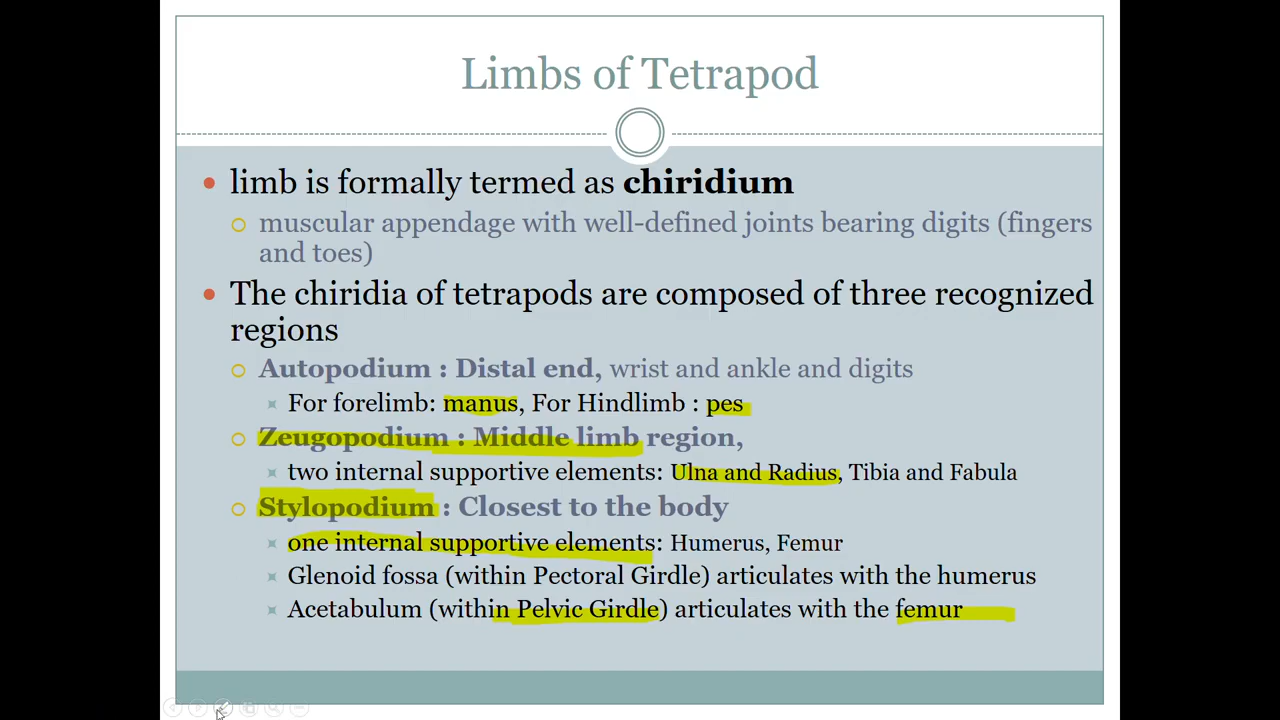 Limbs of Tetrapod
limb is formally termed as chiridium
muscular appendage with well-defined joints bearing digits (fingers
and toes)
The chiridia of tetrapods are composed of three recognized
regions
Autopodium : Distal end, wrist and ankle and digits
For forelimb: manus, For Hindlimb : pes
Zeugopodium : Middle limb region,
two internal supportive elements: Ulna and Radius, Tibia and Fabula
Stylopodium : Closest to the body
one internal supportive elements: Humerus, Femur
Glenoid fossa (within Pectoral Girdle) articulates with the humerus
Acetabulum (within Pelvic Girdle) articulates with the femur